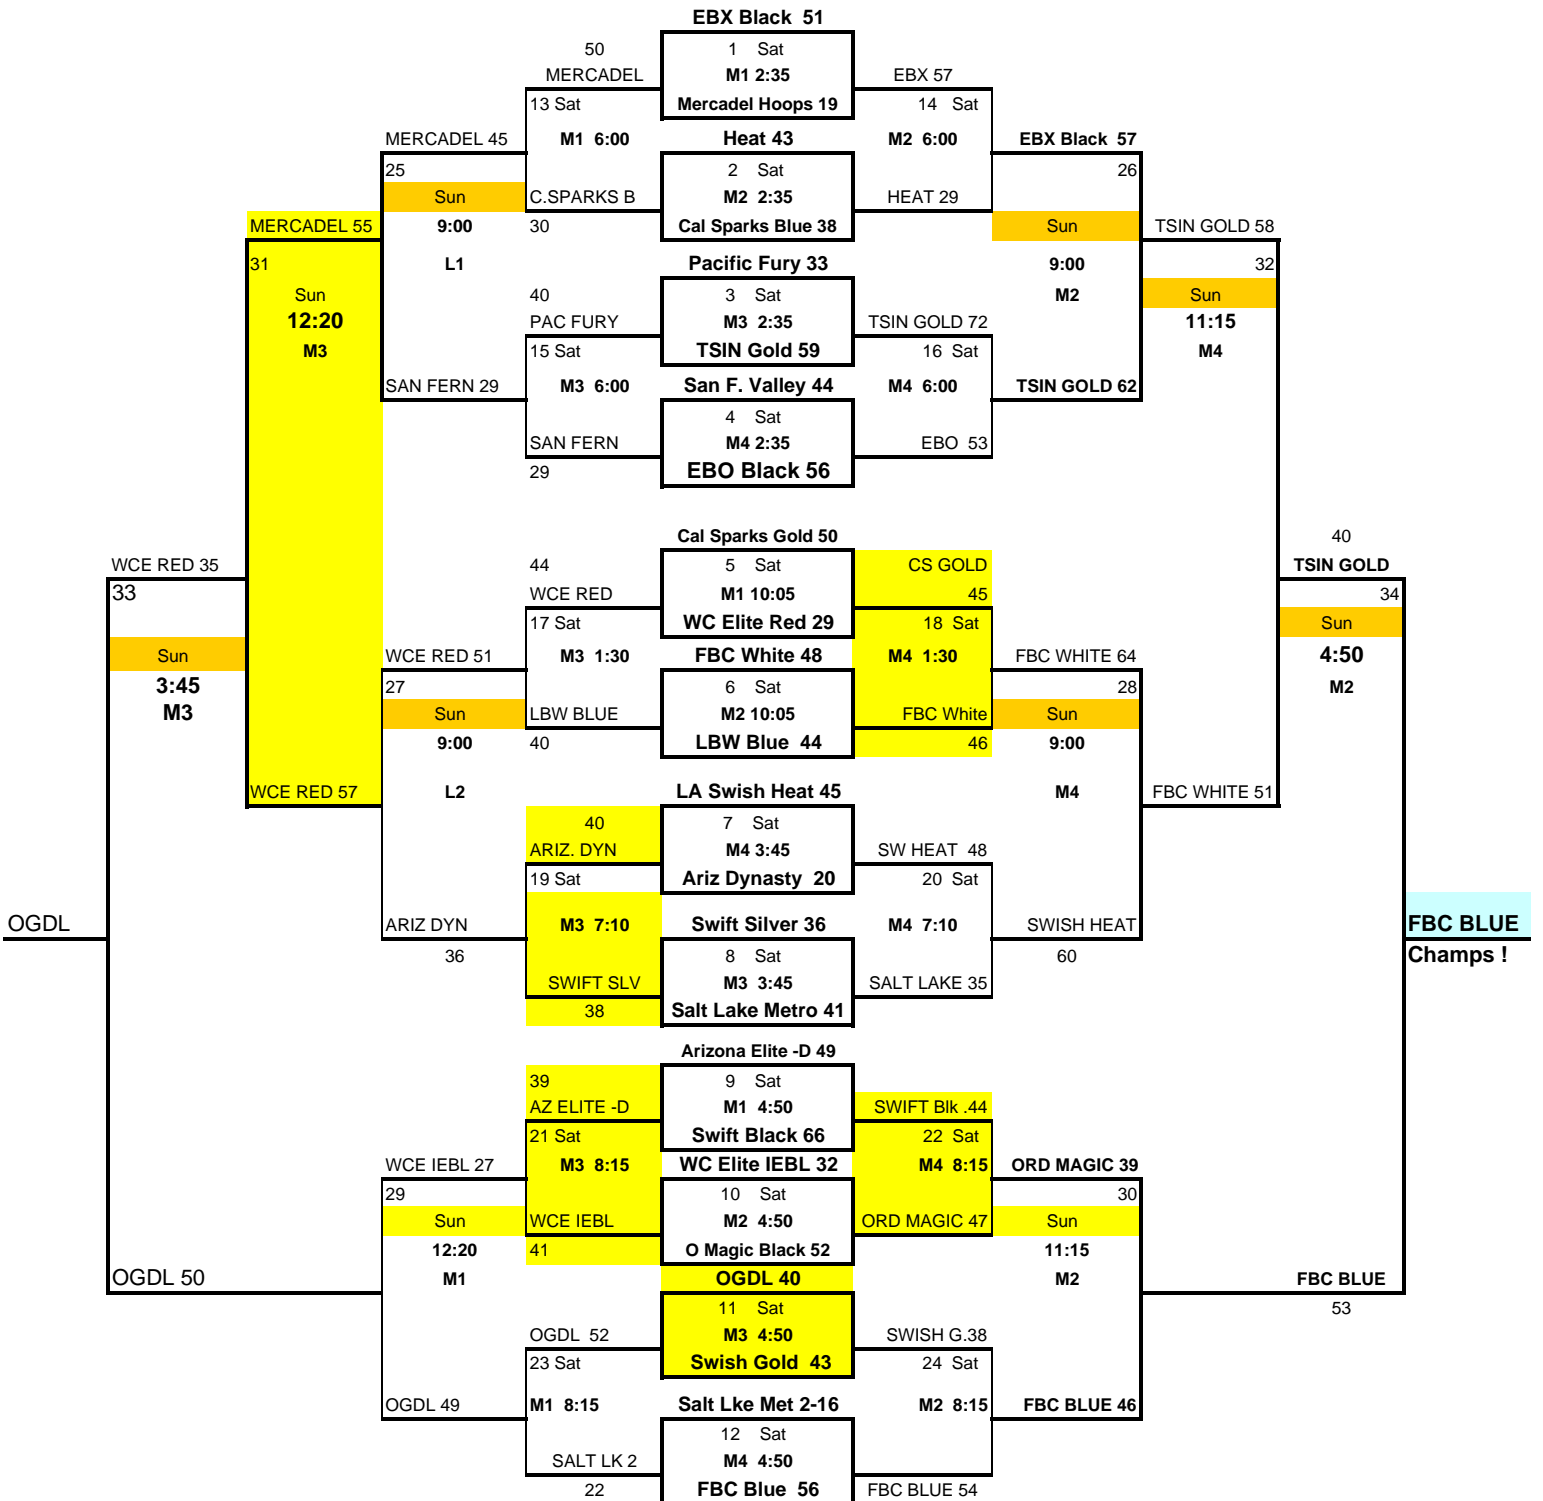 EBX Black 51
50
1 Sat
MERCADEL
M1 2:35
EBX 57
13 Sat
Mercadel Hoops 19
14 Sat
MERCADEL 45
M1 6:00
Heat 43
M2 6:00
EBX Black 57
25
2 Sat
26
Sun
C.SPARKS B
M2 2:35
HEAT 29
MERCADEL 55
9:00
30
Cal Sparks Blue 38
Sun
TSIN GOLD 58
31
L1
Pacific Fury 33
9:00
32
Sun
40
3 Sat
M2
Sun
12:20
PAC FURY
M3 2:35
TSIN GOLD 72
11:15
M3
15 Sat
TSIN Gold 59
16 Sat
M4
SAN FERN 29
M3 6:00
San F. Valley 44
M4 6:00
TSIN GOLD 62
4 Sat
SAN FERN
M4 2:35
EBO 53
29
EBO Black 56
Cal Sparks Gold 50
40
WCE RED 35
44
5 Sat
CS GOLD
TSIN GOLD
33
WCE RED
M1 10:05
45
34
17 Sat
WC Elite Red 29
18 Sat
Sun
Sun
WCE RED 51
M3 1:30
FBC White 48
M4 1:30
FBC WHITE 64
4:50
3:45
27
6 Sat
28
M2
M3
Sun
LBW BLUE
M2 10:05
FBC White
Sun
9:00
40
LBW Blue 44
46
9:00
WCE RED 57
L2
LA Swish Heat 45
M4
FBC WHITE 51
40
7 Sat
ARIZ. DYN
M4 3:45
SW HEAT 48
19 Sat
Ariz Dynasty 20
20 Sat
OGDL
ARIZ DYN
M3 7:10
Swift Silver 36
M4 7:10
SWISH HEAT
FBC BLUE
36
8 Sat
60
Champs !
SWIFT SLV
M3 3:45
SALT LAKE 35
38
Salt Lake Metro 41
Arizona Elite -D 49
39
9 Sat
AZ ELITE -D
M1 4:50
SWIFT Blk .44
21 Sat
Swift Black 66
22 Sat
WCE IEBL 27
M3 8:15
WC Elite IEBL 32
M4 8:15
ORD MAGIC 39
29
10 Sat
30
Sun
WCE IEBL
M2 4:50
ORD MAGIC 47
Sun
12:20
41
O Magic Black 52
11:15
OGDL 50
M1
OGDL 40
M2
FBC BLUE
11 Sat
53
OGDL 52
M3 4:50
SWISH G.38
23 Sat
Swish Gold 43
24 Sat
OGDL 49
M1 8:15
Salt Lke Met 2-16
M2 8:15
FBC BLUE 46
12 Sat
SALT LK 2
M4 4:50
22
FBC Blue 56
FBC BLUE 54